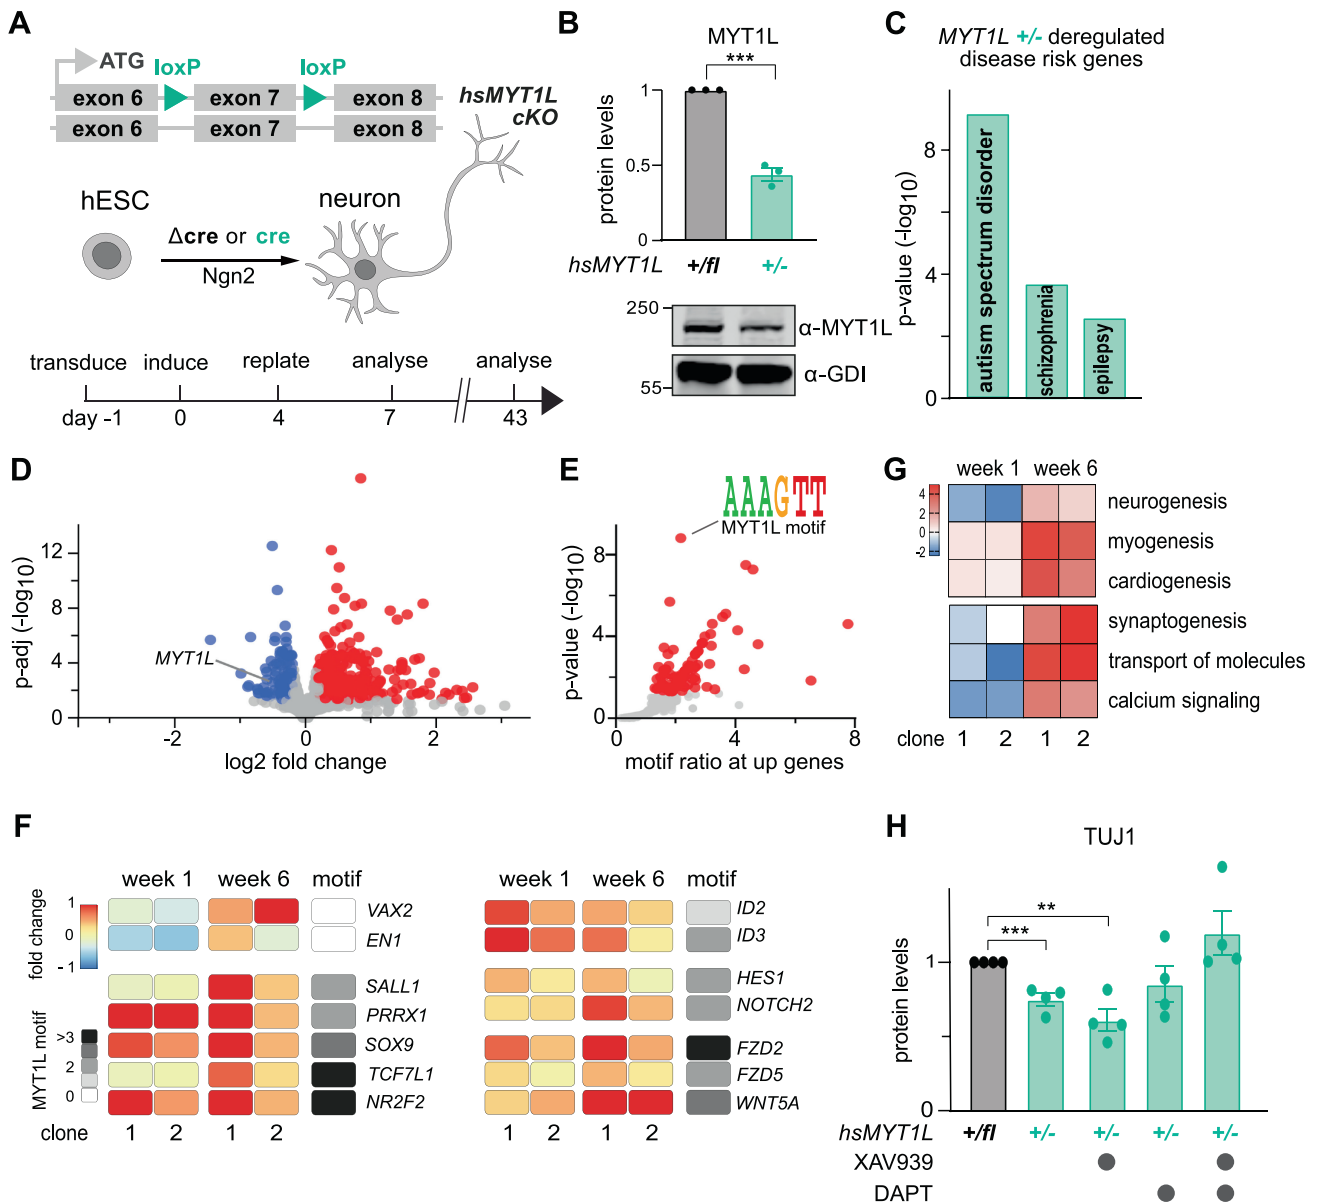 A
ATG
loxP
loxP
exon 6
exon 7
exon 8
exon 6
exon 7
exon 8
hsMYT1L
cKO
hESC
neuron
Δcre or cre
Ngn2
transduce
induce
replate
analyse
analyse
day -1
0
4
7
43
B
MYT1L
***
protein levels
1
0.5
0
hsMYT1L
+/fl
+/-
250
α-MYT1L
α-GDI
55
C
MYT1L +/- deregulated
disease risk genes
p-value (-log10)
8
4
0
autism spectrum disorder
schizophrenia
epilepsy
D
p-adj (-log10)
12
8
4
0
MYT1L
-2
0
2
log2 fold change
E
AAAGTT
MYT1L motif
p-value (-log10)
8
4
0
0
4
8
motif ratio at up genes
G
week 1
week 6
4
2
0
-2
neurogenesis
myogenesis
cardiogenesis
synaptogenesis
transport of molecules
calcium signaling
clone
1
2
1
2
F
week 1
week 6
motif
fold change
1
0
-1
MYT1L motif
>3
2
0
VAX2
EN1
SALL1
PRRX1
SOX9
TCF7L1
NR2F2
clone
1
2
1
2
week 1
week 6
motif
ID2
ID3
HES1
NOTCH2
FZD2
FZD5
WNT5A
1
2
1
2
H
TUJ1
protein levels
1
0
**
***
hsMYT1L
+/fl
+/-
+/-
+/-
+/-
XAV939
DAPT